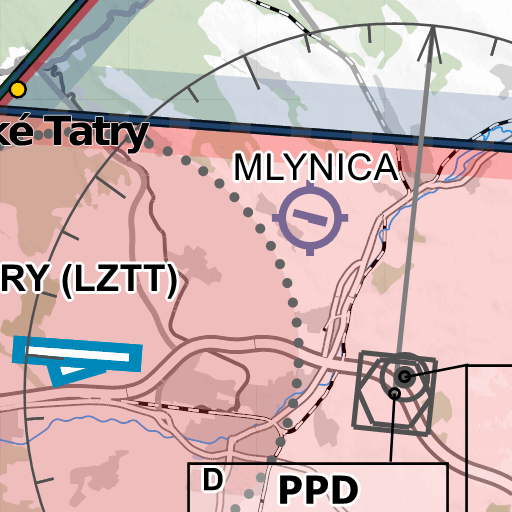 ké Tatry
MLYNICA
RY (LZTT)
D
PPD